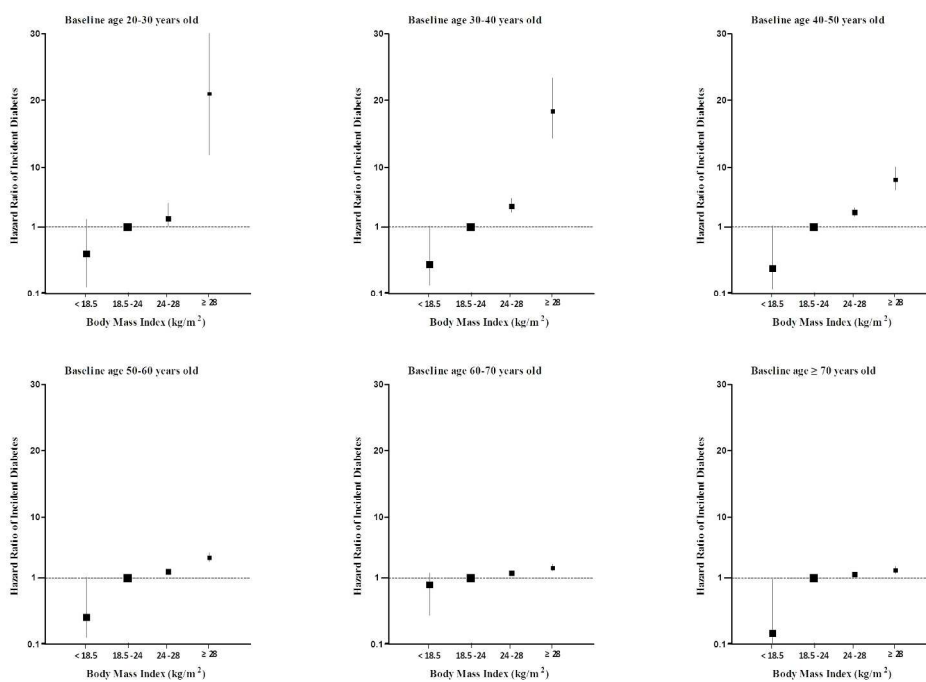 Baseline age 20-30 years old
Hazard Ratio of Incident Diabetes
30
20
10
1
0.1
< 18.5 18.5 -24 24 -28 ≥ 28
Body Mass Index (kg/m²)
Baseline age 30-40 years old
Hazard Ratio of Incident Diabetes
30
20
10
1
0.1
< 18.5 18.5 -24 24 -28 ≥ 28
Body Mass Index (kg/m²)
Baseline age 40-50 years old
Hazard Ratio of Incident Diabetes
30
20
10
1
0.1
< 18.5 18.5 -24 24 -28 ≥ 28
Body Mass Index (kg/m²)
Baseline age 50-60 years old
Hazard Ratio of Incident Diabetes
30
20
10
1
0.1
< 18.5 18.5 -24 24 -28 ≥ 28
Body Mass Index (kg/m²)
Baseline age 60-70 years old
Hazard Ratio of Incident Diabetes
30
20
10
1
0.1
< 18.5 18.5 -24 24 -28 ≥ 28
Body Mass Index (kg/m²)
Baseline age ≥ 70 years old
Hazard Ratio of Incident Diabetes
30
20
10
1
0.1
< 18.5 18.5 -24 24 -28 ≥ 28
Body Mass Index (kg/m²)